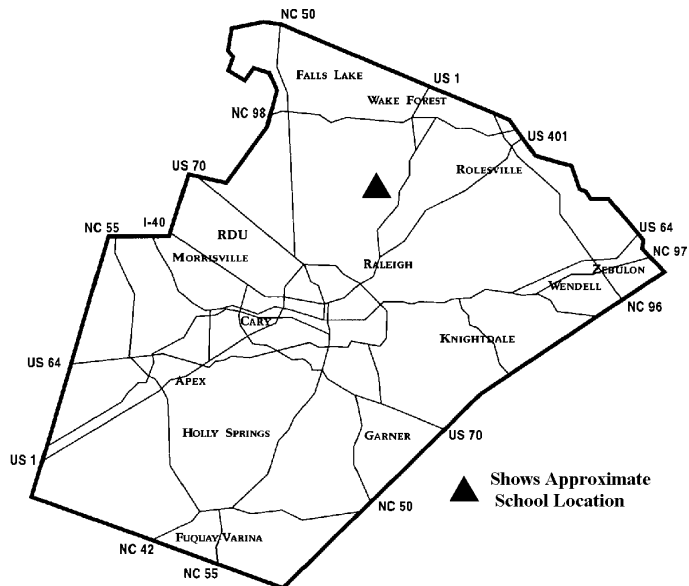 NC 50
FALLS LAKE
US 1
WAKE FOREST
NC 98
US 401
US 70
ROLESVILLE
NC 55
I-40
RDU
MORRISVILLE
RALEIGH
US 64
NC 97
ZEBULON
WENDELL
NC 96
CARY
KNIGHTDALE
US 64
APEX
HOLLY SPRINGS
GARNER
US 70
US 1
Shows Approximate
School Location
NC 50
FUQUAY VARINA
NC 42
NC 55